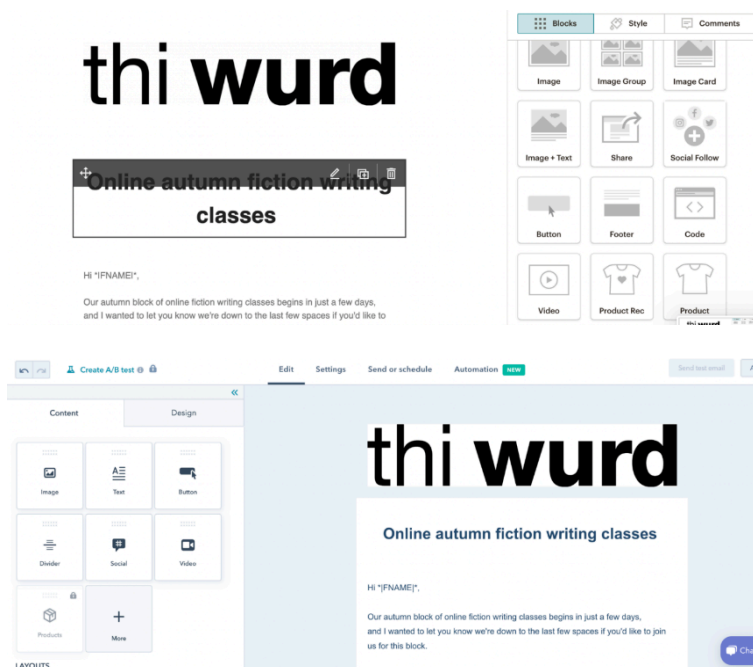 Blocks
Style
Comments
thi wurd
Image
Image Group
Image Card
Online autumn fiction writing
classes
Image + Text
Share
Social Follow
Button
Footer
Code
Hi *|FNAME|*,
Our autumn block of online fiction writing classes begins in just a few days,
and I wanted to let you know we're down to the last few spaces if you'd like to
Video
Product Rec
Product
thi wurd
Create A/B test
Edit
Settings
Send or schedule
Automation
NEW
Send test email
Content
Design
Image
Text
Button
Divider
Social
Video
Products
More
LAYOUTS
thi wurd
Online autumn fiction writing classes
Hi *|FNAME|*,
Our autumn block of online fiction writing classes begins in just a few days,
and I wanted to let you know we're down to the last few spaces if you'd like to join
us for this block.